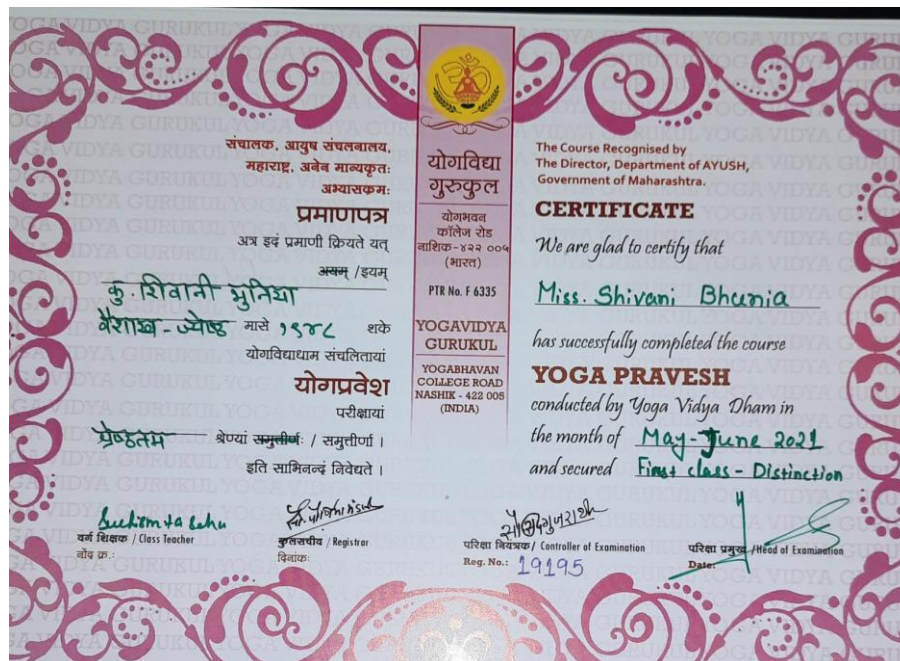 संचालक, आयुष संचलनालय,
महाराष्ट्र, अनेन मान्यकृतः
अभ्यासक्रमः
प्रमाणपत्र
अत्र इदं प्रमाणी क्रियते यत्
अयम् /इयम्
कु. शिवानी भुनिया
वैशाख - ज्येष्ठ मासे १९४८ शके
योगविद्याधाम संचलितायां
योगप्रवेश
परीक्षायां
श्रेष्ठतम श्रेण्यां समुत्तीर्णः / समुत्तीर्णा ।
इति साभिनन्दं निवेद्यते ।
Suchismita Sahu
वर्ग शिक्षक / Class Teacher
नोंद क्र.:
कुलसचीव / Registrar
दिनांकः
योगविद्या
गुरुकुल
योगभवन
कॉलेज रोड
नाशिक-४२२ ००५
(भारत)
PTR No. F 6335
YOGAVIDYA
GURUKUL
YOGABHAVAN
COLLEGE ROAD
NASHIK - 422 005
(INDIA)
The Course Recognised by
The Director, Department of AYUSH,
Government of Maharashtra
CERTIFICATE
We are glad to certify that
Miss. Shivani Bhunia
has successfully completed the course
YOGA PRAVESH
conducted by Yoga Vidya Dham in
the month of May-June 2021
and secured First class - Distinction
परिक्षा नियंत्रक / Controller of Examination
Reg. No.: 19195
परिक्षा प्रमुख /Head of Examination
Date: